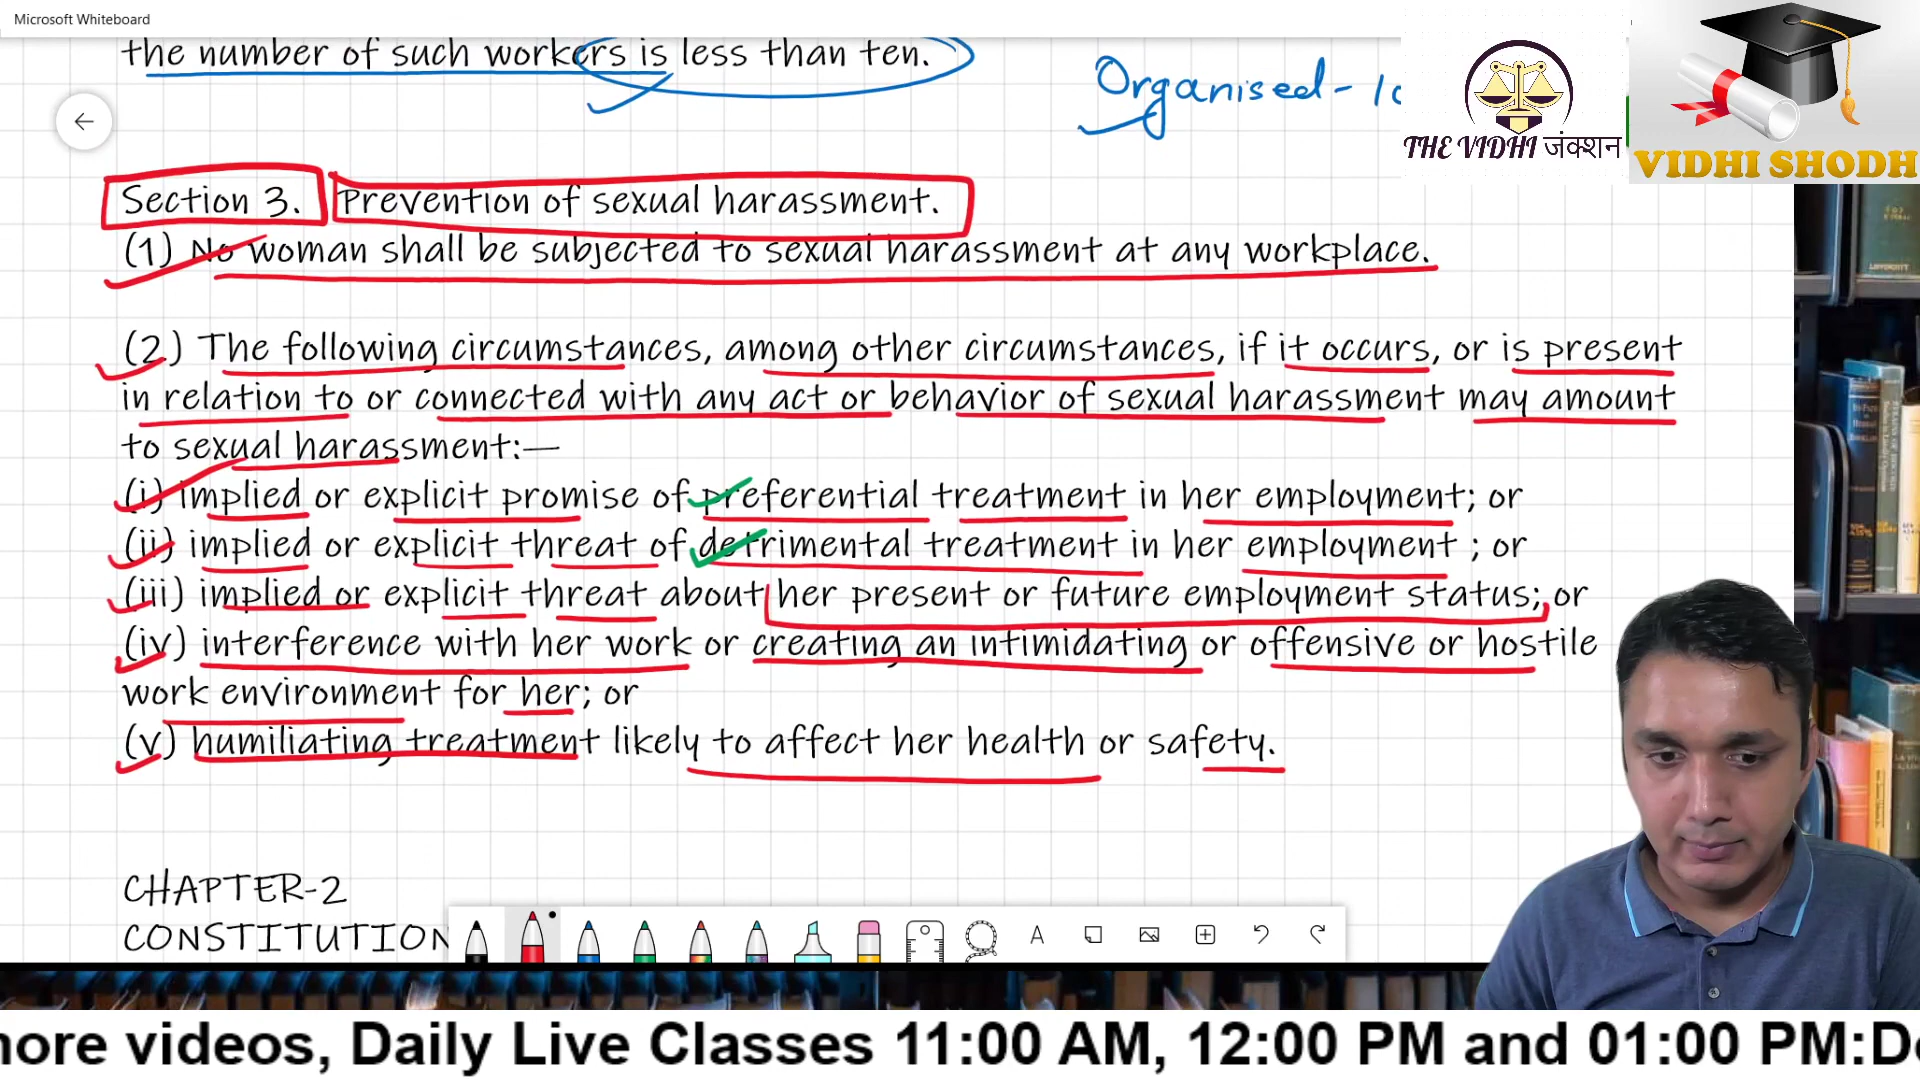 Microsoft Whiteboard
the number of such workers is less than ten.
Organised -
THE VIDHI जंक्शन
VIDHI SHODH
Section 3. Prevention of sexual harassment.
(1) No woman shall be subjected to sexual harassment at any workplace.
(2) The following circumstances, among other circumstances, if it occurs, or is present
in relation to or connected with any act or behavior of sexual harassment may amount
to sexual harassment:—
(i) implied or explicit promise of preferential treatment in her employment; or
(ii) implied or explicit threat of detrimental treatment in her employment ; or
(iii) implied or explicit threat about her present or future employment status; or
(iv) interference with her work or creating an intimidating or offensive or hostile
work environment for her; or
(v) humiliating treatment likely to affect her health or safety.
CHAPTER-2
CONSTITUTION
more videos, Daily Live Classes 11:00 AM, 12:00 PM and 01:00 PM: